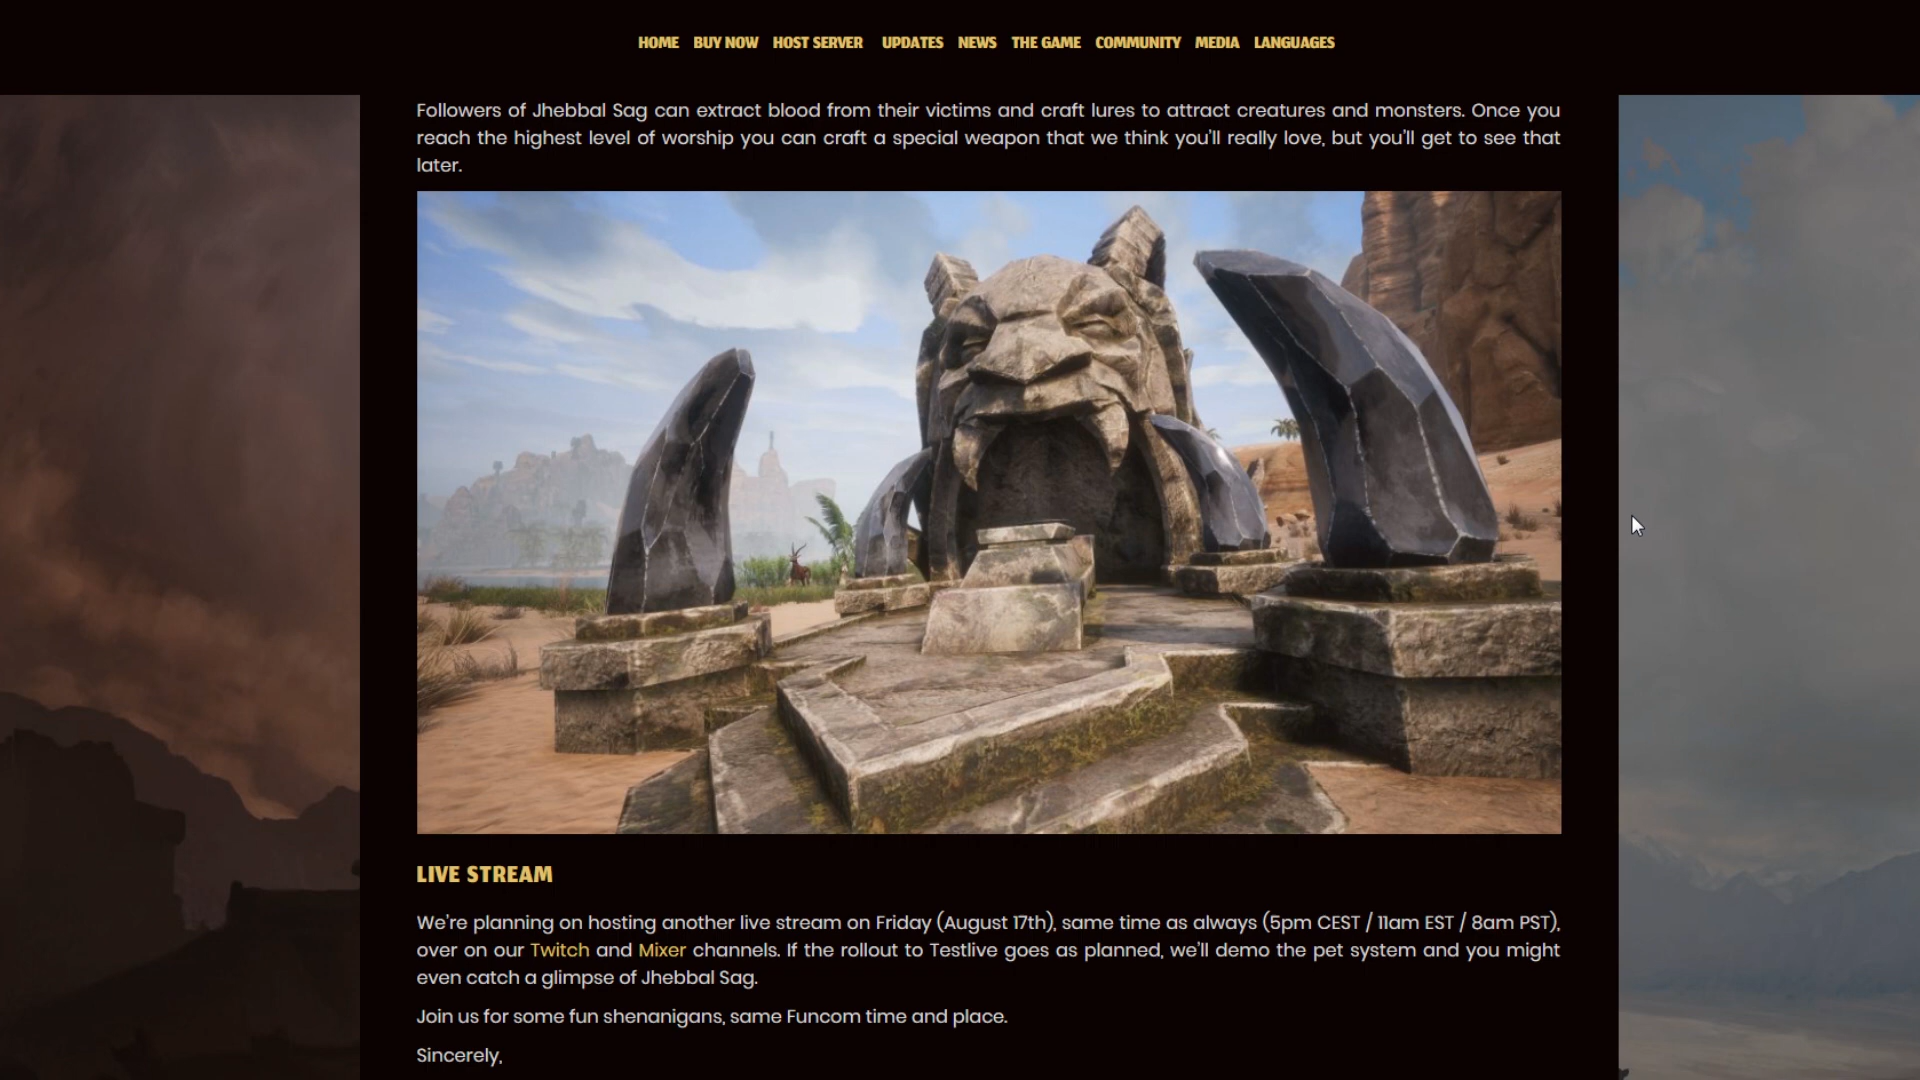 HOME BUY NOW HOST SERVER UPDATES NEWS THE GAME COMMUNITY MEDIA LANGUAGES
Followers of Jhebbal Sag can extract blood from their victims and craft lures to attract creatures and monsters. Once you
reach the highest level of worship you can craft a special weapon that we think you'll really love, but you'll get to see that
later.
LIVE STREAM
We're planning on hosting another live stream on Friday (August 17th), same time as always (5pm CEST / 11am EST / 8am PST),
over on our Twitch and Mixer channels. If the rollout to Testlive goes as planned, we'll demo the pet system and you might
even catch a glimpse of Jhebbal Sag.
Join us for some fun shenanigans, same Funcom time and place.
Sincerely,